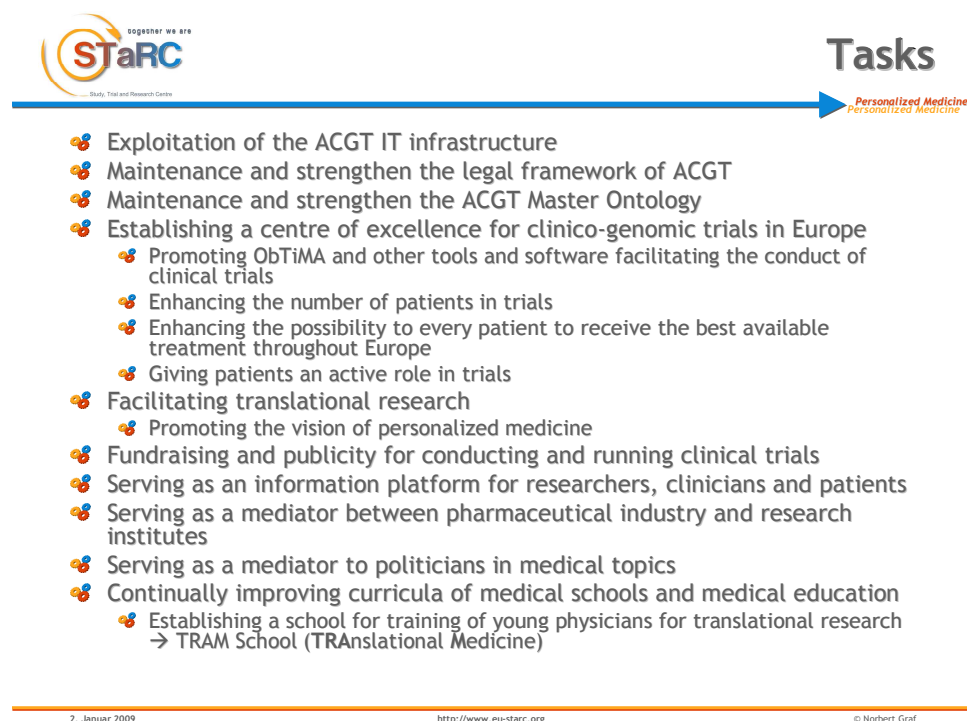 together we are
STaRC
Study, Trial and Research Centre
Tasks
Personalized Medicine
Personalized Medicine
Exploitation of the ACGT IT infrastructure
Maintenance and strengthen the legal framework of ACGT
Maintenance and strengthen the ACGT Master Ontology
Establishing a centre of excellence for clinico-genomic trials in Europe
Promoting ObTiMA and other tools and software facilitating the conduct of
clinical trials
Enhancing the number of patients in trials
Enhancing the possibility to every patient to receive the best available
treatment throughout Europe
Giving patients an active role in trials
Facilitating translational research
Promoting the vision of personalized medicine
Fundraising and publicity for conducting and running clinical trials
Serving as an information platform for researchers, clinicians and patients
Serving as a mediator between pharmaceutical industry and research
institutes
Serving as a mediator to politicians in medical topics
Continually improving curricula of medical schools and medical education
Establishing a school for training of young physicians for translational research
→ TRAM School (TRAnslational Medicine)
2. Januar 2009
http://www.eu-starc.org
© Norbert Graf